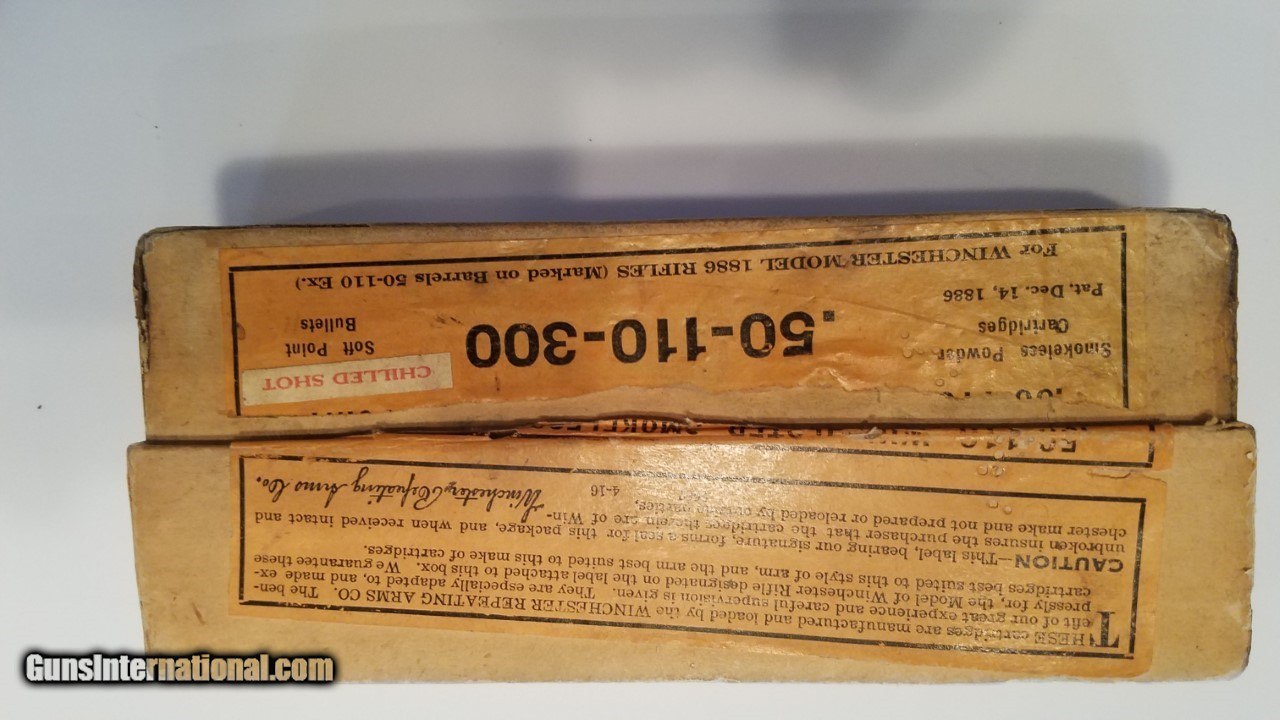 THESE cartridges are manufactured and loaded by the WINCHESTER REPEATING ARMS CO. The ben-
efit of our great experience and careful supervision is given. They are especially adapted to, and made ex-
pressly for, the Model of Winchester Rifle designated on the label attached to this box. We guarantee these
cartridges best suited to this style of arm, and the arm best suited to this make of cartridges.
CAUTION—This label, bearing our signature, forms a seal for this package, and when received intact and
unbroken insures the purchaser that the cartridges therein are of Win-
chester make and not prepared or reloaded by outside parties.
4-16 Winchester Repeating Arms Co.
50-110
CHILLED SHOT
Smokeless Powder
Cartridges
Pat. Dec. 14, 1886
.50-110-300
Soft Point
Bullets
For WINCHESTER MODEL 1886 RIFLES (Marked on Barrels 50-110 Ex.)
GunsInternational.com